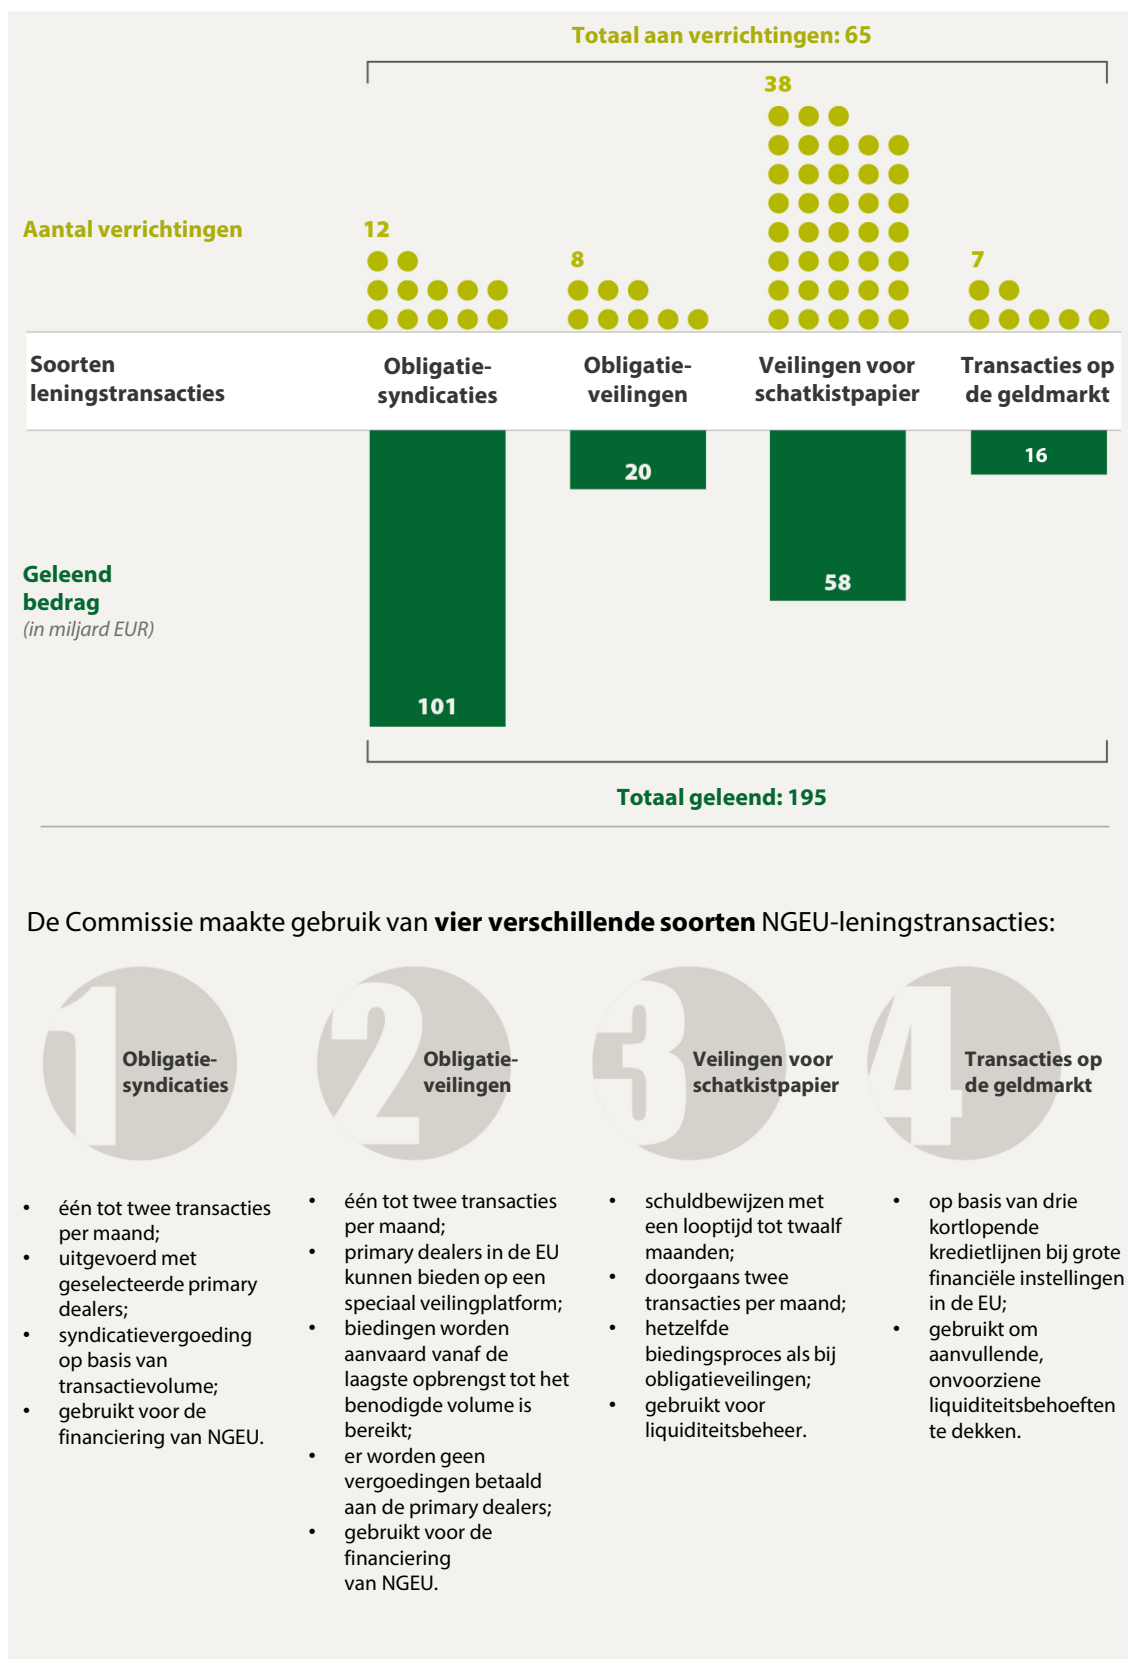 Totaal aan verrichtingen: 65
38
Aantal verrichtingen
12
8
7
Soorten
leningstransacties
Obligatie-
syndicaties
Obligatie-
veilingen
Veilingen voor
schatkistpapier
Transacties op
de geldmarkt
16
20
Geleend
bedrag
(in miljard EUR)
58
101
Totaal geleend: 195
De Commissie maakte gebruik van vier verschillende soorten NGEU-leningstransacties:
1
Obligatie-
syndicaties
2
Obligatie-
veilingen
3
Veilingen voor
schatkistpapier
4
Transacties op
de geldmarkt
• één tot twee transacties
per maand;
• uitgevoerd met
geselecteerde primary
dealers;
• syndicatievergoeding
op basis van
transactievolume;
• gebruikt voor de
financiering van NGEU.
• één tot twee transacties
per maand;
• primary dealers in de EU
kunnen bieden op een
speciaal veilingplatform;
• biedingen worden
aanvaard vanaf de
laagste opbrengst tot het
benodigde volume is
bereikt;
• er worden geen
vergoedingen betaald
aan de primary dealers;
• gebruikt voor de
financiering
van NGEU.
• schuldbewijzen met
een looptijd tot twaalf
maanden;
• doorgaans twee
transacties per maand;
• hetzelfde
biedingsproces als bij
obligatieveilingen;
• gebruikt voor
liquiditeitsbeheer.
• op basis van drie
kortlopende
kredietlijnen bij grote
financiële instellingen
in de EU;
• gebruikt om
aanvullende,
onvoorziene
liquiditeitsbehoeften
te dekken.